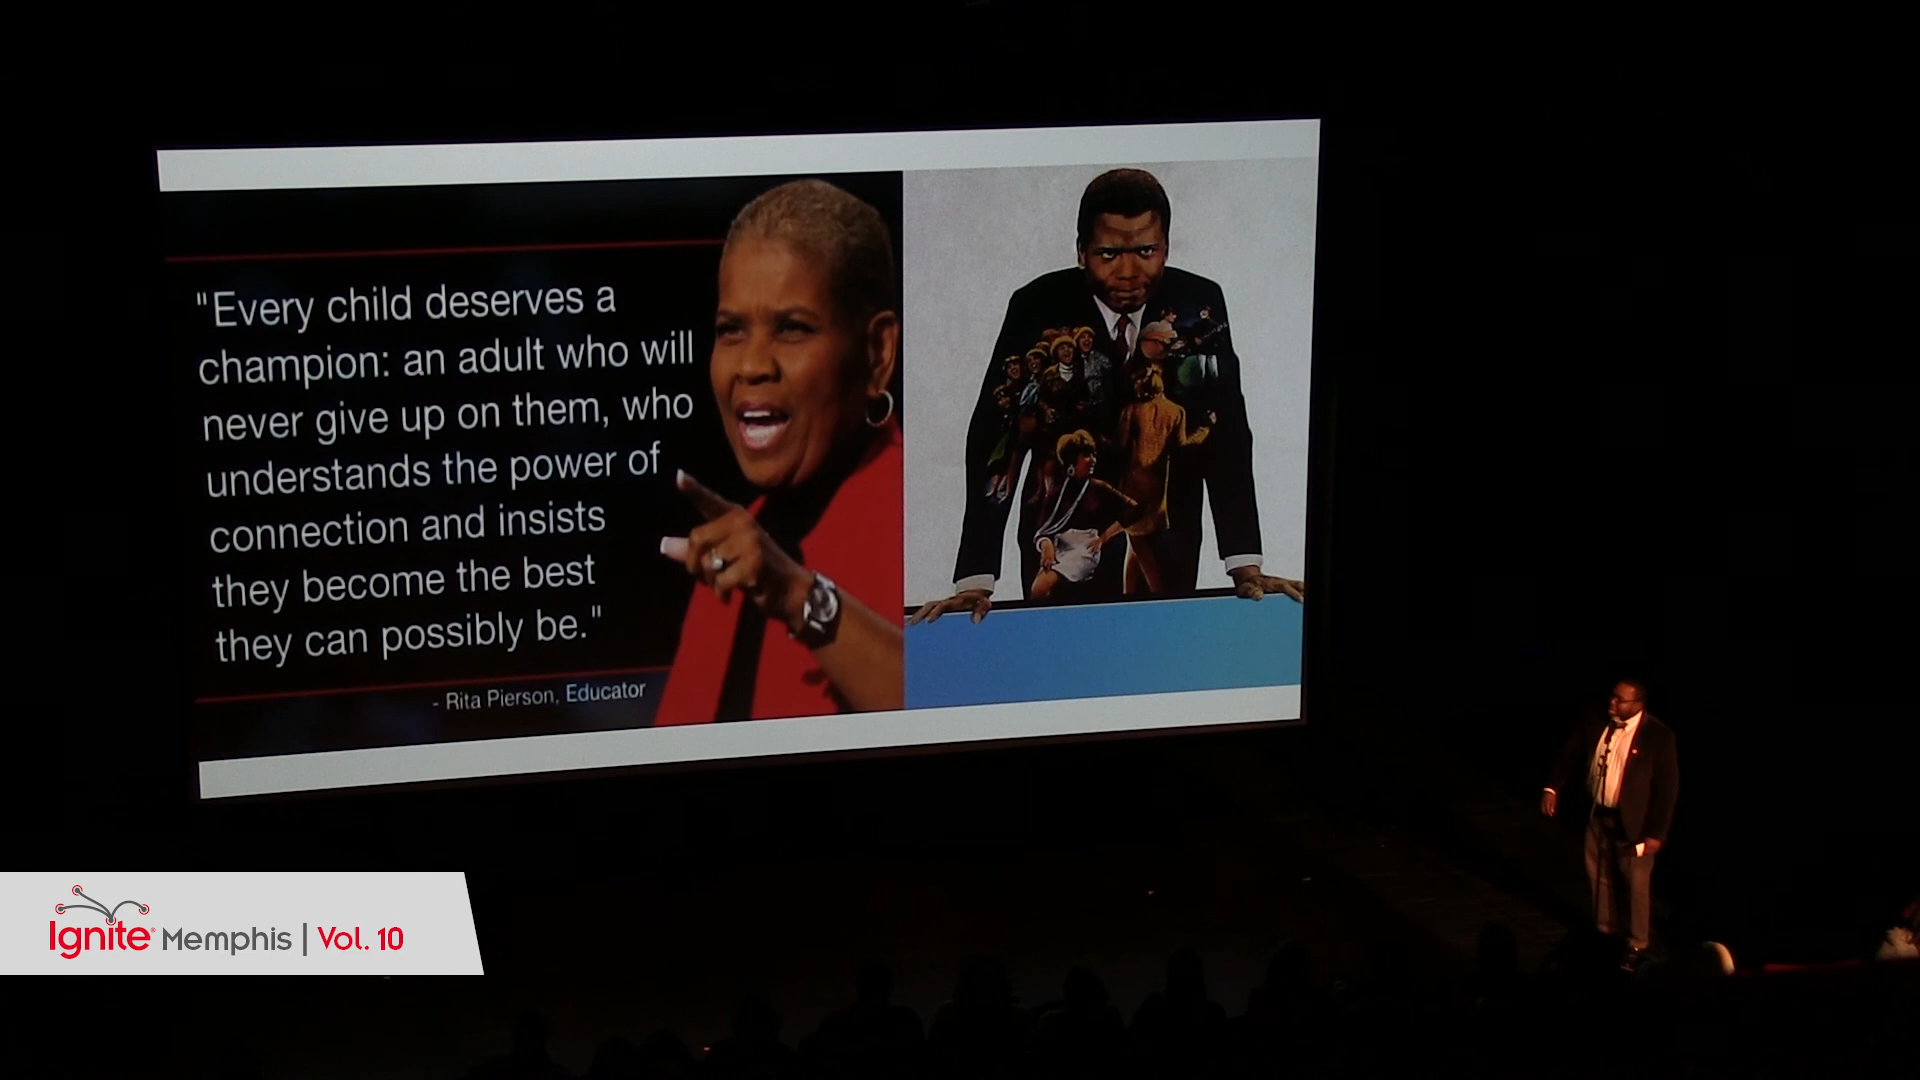 "Every child deserves a
champion: an adult who will
never give up on them, who
understands the power of
connection and insists
they become the best
they can possibly be."
- Rita Pierson, Educator
Ignite® Memphis | Vol. 10